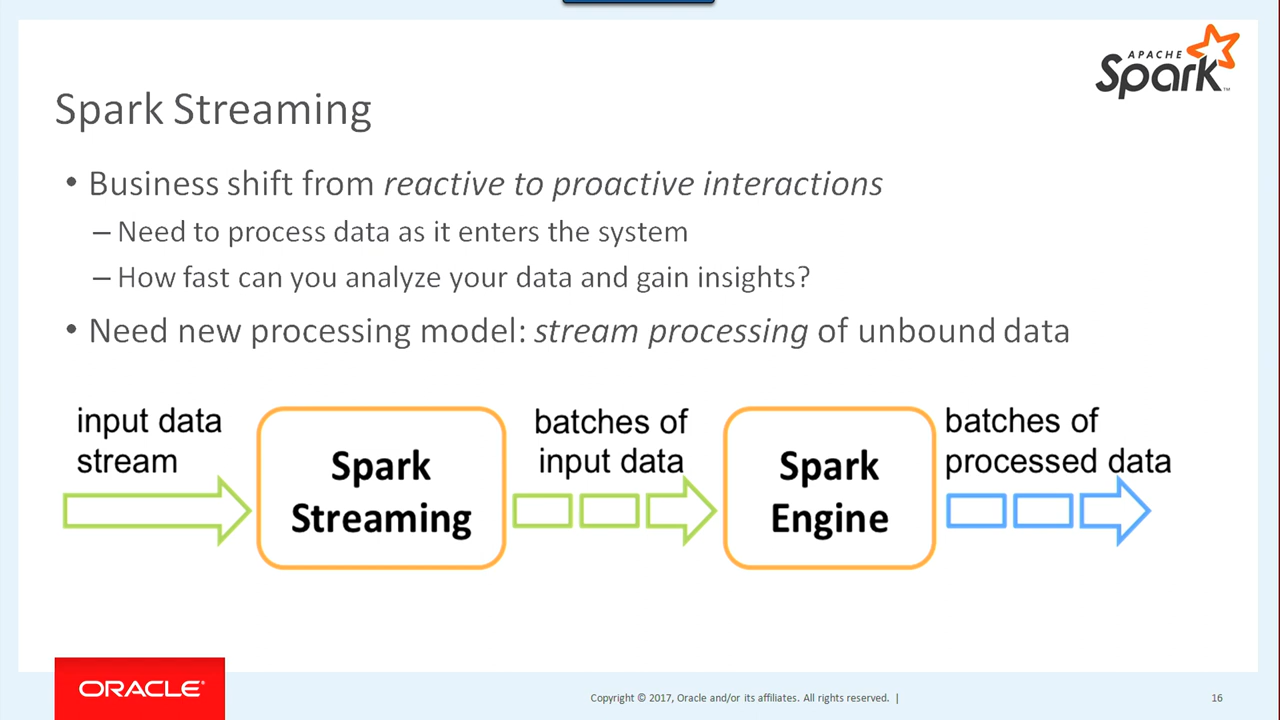 APACHE
Spark™
Spark Streaming
• Business shift from reactive to proactive interactions
– Need to process data as it enters the system
– How fast can you analyze your data and gain insights?
• Need new processing model: stream processing of unbound data
input data
stream
Spark
Streaming
batches of
input data
Spark
Engine
batches of
processed data
ORACLE®
Copyright © 2017, Oracle and/or its affiliates. All rights reserved. |
16